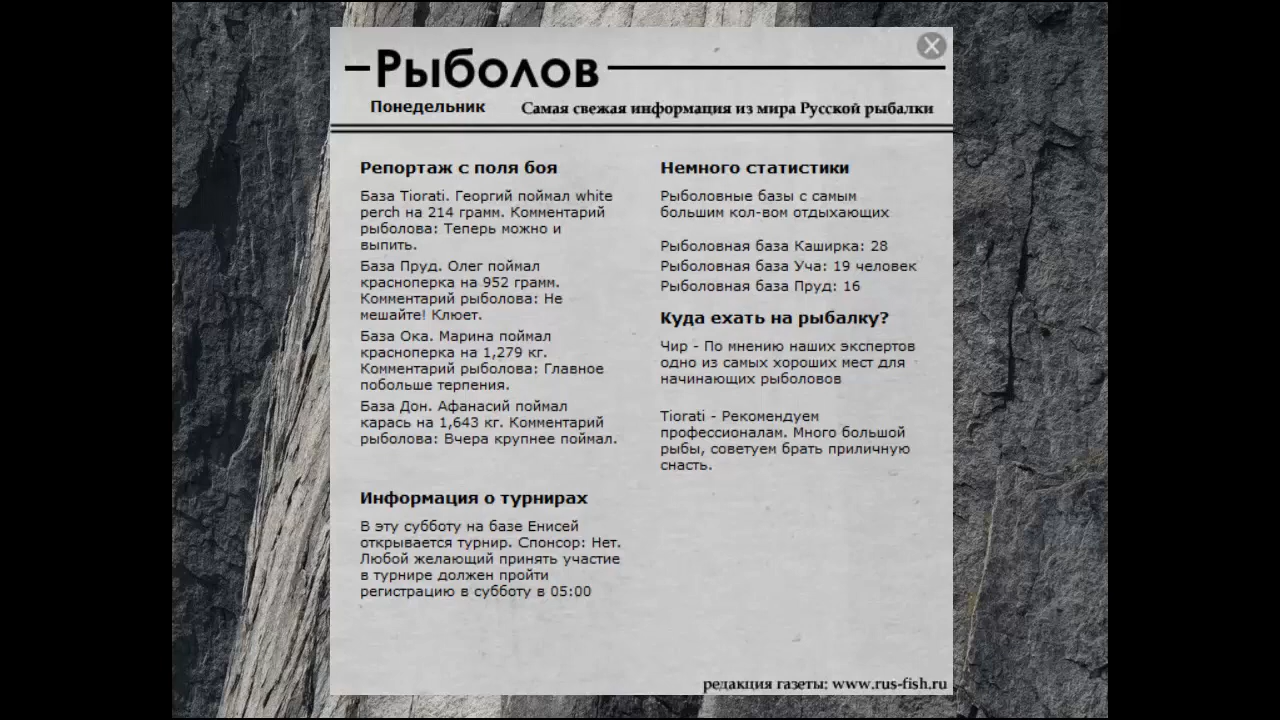 Рыболов
Понедельник
Самая свежая информация из мира Русской рыбалки
Репортаж с поля боя
База Tiorati. Георгий поймал white
perch на 214 грамм. Комментарий
рыболова: Теперь можно и
выпить.
База Пруд. Олег поймал
красноперка на 952 грамм.
Комментарий рыболова: Не
мешайте! Клюет.
База Ока. Марина поймал
красноперка на 1,279 кг.
Комментарий рыболова: Главное
побольше терпения.
База Дон. Афанасий поймал
карась на 1,643 кг. Комментарий
рыболова: Вчера крупнее поймал.
Информация о турнирах
В эту субботу на базе Енисей
открывается турнир. Спонсор: Нет.
Любой желающий принять участие
в турнире должен пройти
регистрацию в субботу в 05:00
Немного статистики
Рыболовные базы с самым
большим кол-вом отдыхающих
Рыболовная база Каширка: 28
Рыболовная база Уча: 19 человек
Рыболовная база Пруд: 16
Куда ехать на рыбалку?
Чир - По мнению наших экспертов
одно из самых хороших мест для
начинающих рыболовов
Tiorati - Рекомендуем
профессионалам. Много большой
рыбы, советуем брать приличную
снасть.
редакция газеты: www.rus-fish.ru